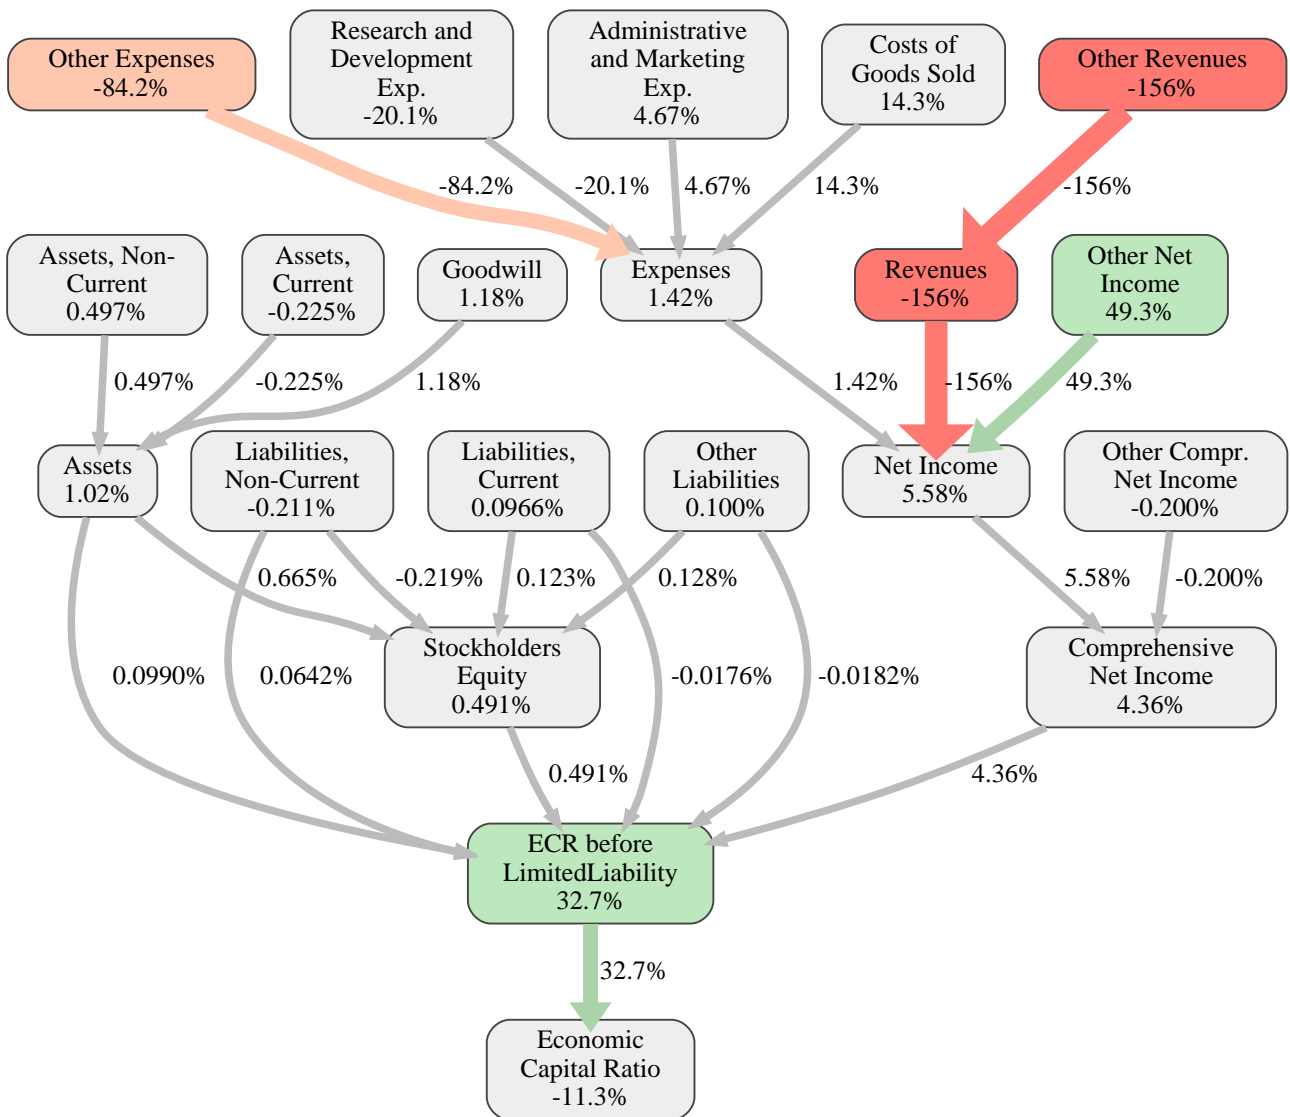 Other Expenses
-84.2%
Research and
Development
Exp.
-20.1%
Administrative
and Marketing
Exp.
4.67%
Costs of
Goods Sold
14.3%
Other Revenues
-156%
-84.2%
-20.1%
4.67%
14.3%
-156%
Assets, Non-
Current
0.497%
Assets,
Current
-0.225%
Goodwill
1.18%
Expenses
1.42%
Revenues
-156%
Other Net
Income
49.3%
0.497%
-0.225%
1.18%
1.42%
-156%
49.3%
Assets
1.02%
Liabilities,
Non-Current
-0.211%
Liabilities,
Current
0.0966%
Other
Liabilities
0.100%
Net Income
5.58%
Other Compr.
Net Income
-0.200%
0.665%
-0.219%
0.123%
0.128%
5.58%
-0.200%
0.0990%
0.0642%
Stockholders
Equity
0.491%
-0.0176%
-0.0182%
Comprehensive
Net Income
4.36%
0.491%
4.36%
ECR before
LimitedLiability
32.7%
32.7%
Economic
Capital Ratio
-11.3%